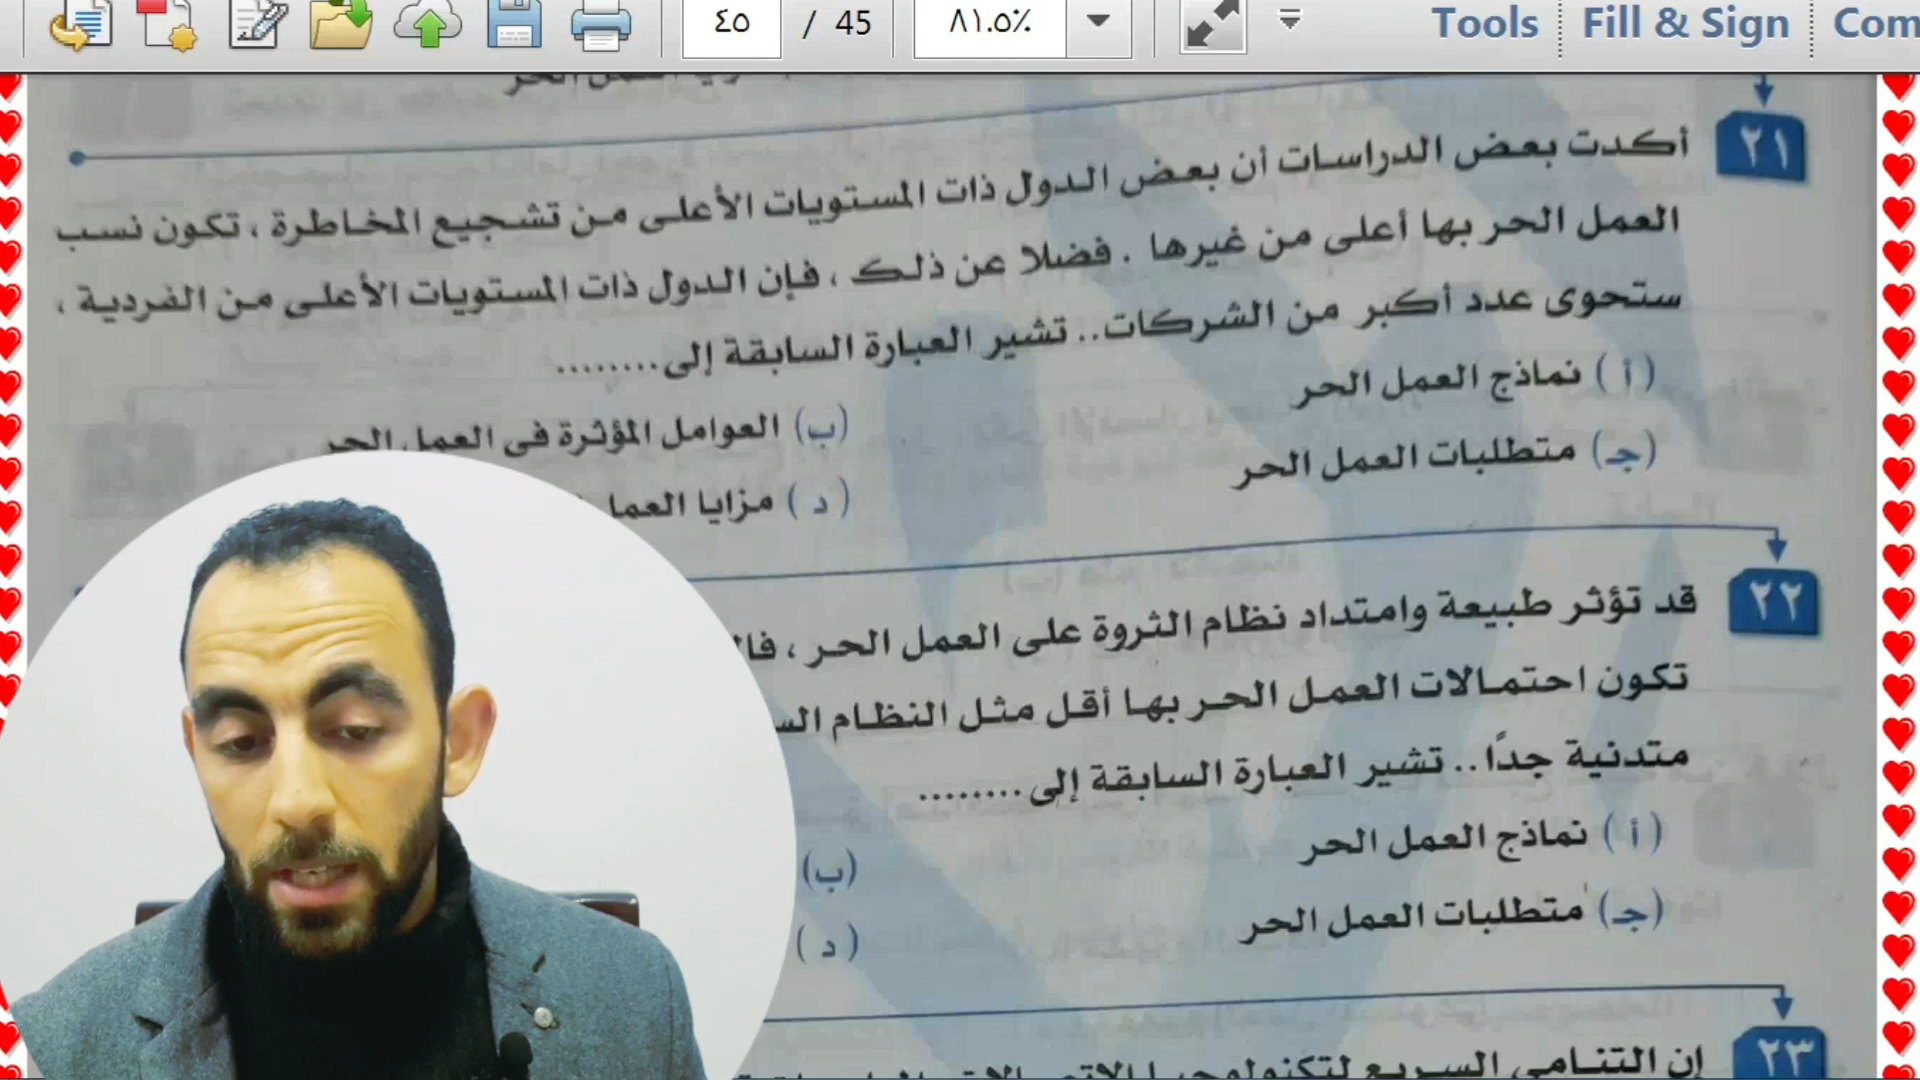 ٤٥ / 45 ٨١.٥٪ Tools Fill & Sign Com
العمل الحر
٢١ أكدت بعض الدراسات أن بعض الدول ذات المستويات الأعلى من تشجيع المخاطرة ، تكون نسب
العمل الحر بها أعلى من غيرها . فضلا عن ذلك ، فإن الدول ذات المستويات الأعلى من الفردية ،
ستحوى عدد أكبر من الشركات.. تشير العبارة السابقة إلى........
( أ ) نماذج العمل الحر
(ب) العوامل المؤثرة فى العمل الحر
(جـ) متطلبات العمل الحر
( د ) مزايا العمل
٢٢ قد تؤثر طبيعة وامتداد نظام الثروة على العمل الحر ،
تكون احتمالات العمل الحر بها أقل مثل النظام
متدنية جدًا.. تشير العبارة السابقة إلى........
( أ ) نماذج العمل الحر
(ب)
(جـ) متطلبات العمل الحر
( د )
٢٣ إن التنامى السريع لتكنولوجيا